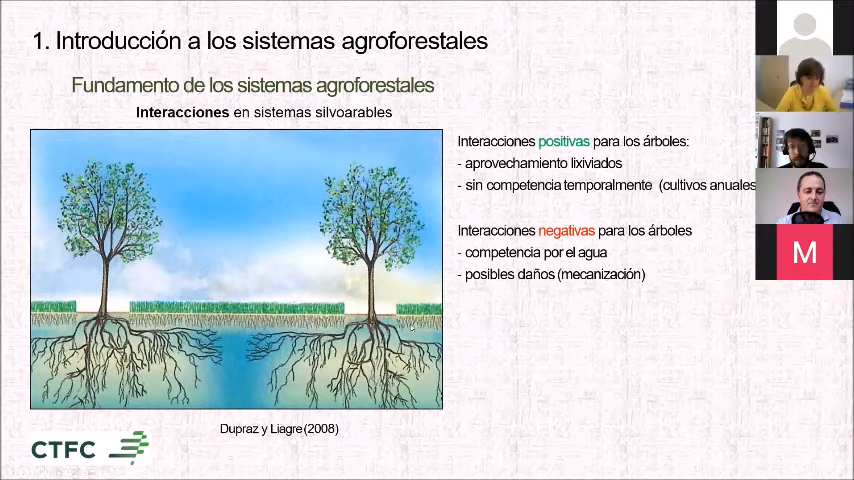 1. Introducción a los sistemas agroforestales
Fundamento de los sistemas agroforestales
Interacciones en sistemas silvoarables
Interacciones positivas para los árboles:
- aprovechamiento lixiviados
- sin competencia temporalmente (cultivos anuales
Interacciones negativas para los árboles
- competencia por el agua
- posibles daños (mecanización)
M
Dupraz y Liagre (2008)
CTFC